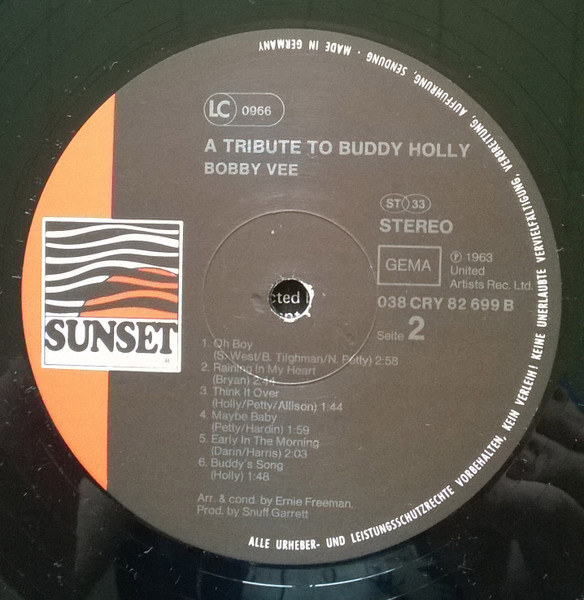 LC 0966
A TRIBUTE TO BUDDY HOLLY
BOBBY VEE
ST 33
STEREO
GEMA
℗ 1963
United
Artists Rec. Ltd.
038 CRY 82 699 B
Seite 2
SUNSET
1. Oh Boy
(S. West/B. Tilghman/N. Petty) 2:58
2. Raining In My Heart
(Bryan) 2:44
3. Think It Over
(Holly/Petty/Allison) 1:44
4. Maybe Baby
(Petty/Hardin) 1:59
5. Early In The Morning
(Darin/Harris) 2:03
6. Buddy's Song
(Holly) 1:48
Arr. & cond. by Ernie Freeman,
Prod. by Snuff Garrett
ALLE URHEBER- UND LEISTUNGSSCHUTZRECHTE VORBEHALTEN, KEIN VERLEIH! KEINE UNERLAUBTE VERVIELFÄLTIGUNG, VERBREITUNG, AUFFÜHRUNG, SENDUNG · MADE IN GERMANY